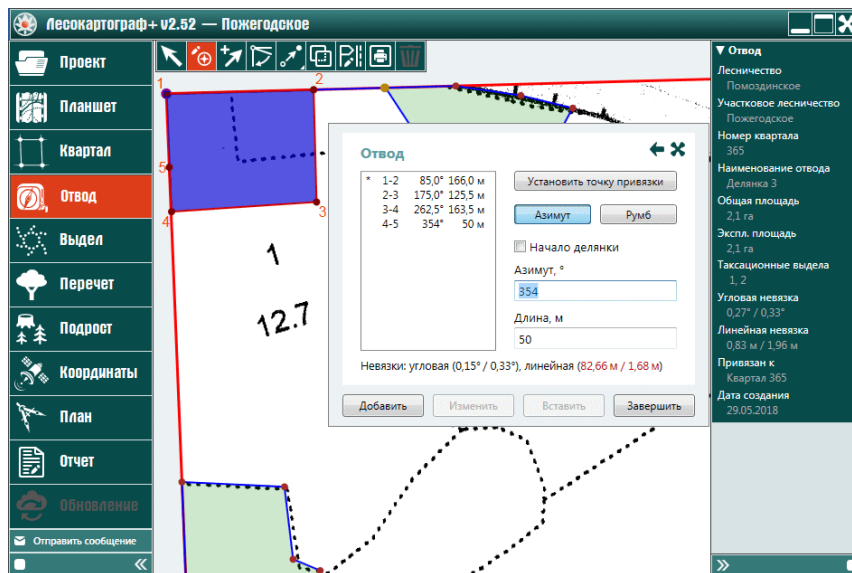 Лесокартограф+ v2.52 — Пожегодское
Проект
Планшет
Квартал
Отвод
Выдел
Перечет
Подрост
Координаты
План
Отчет
Обновление
Отправить сообщение
1
2
5
4
3
1
12.7
Отвод
* 1-2 85,0° 166,0 м
2-3 175,0° 125,5 м
3-4 262,5° 163,5 м
4-5 354° 50 м
Установить точку привязки
Азимут
Румб
Начало делянки
Азимут, °
354
Длина, м
50
Невязки: угловая (0,15° / 0,33°), линейная (82,66 м / 1,68 м)
Добавить
Изменить
Вставить
Завершить
▼ Отвод
Лесничество
Помоздинское
Участковое лесничество
Пожегодское
Номер квартала
365
Наименование отвода
Делянка 3
Общая площадь
2,1 га
Экспл. площадь
2,1 га
Таксационные выдела
1, 2
Угловая невязка
0,27° / 0,33°
Линейная невязка
0,83 м / 1,96 м
Привязан к
Квартал 365
Дата создания
29.05.2018